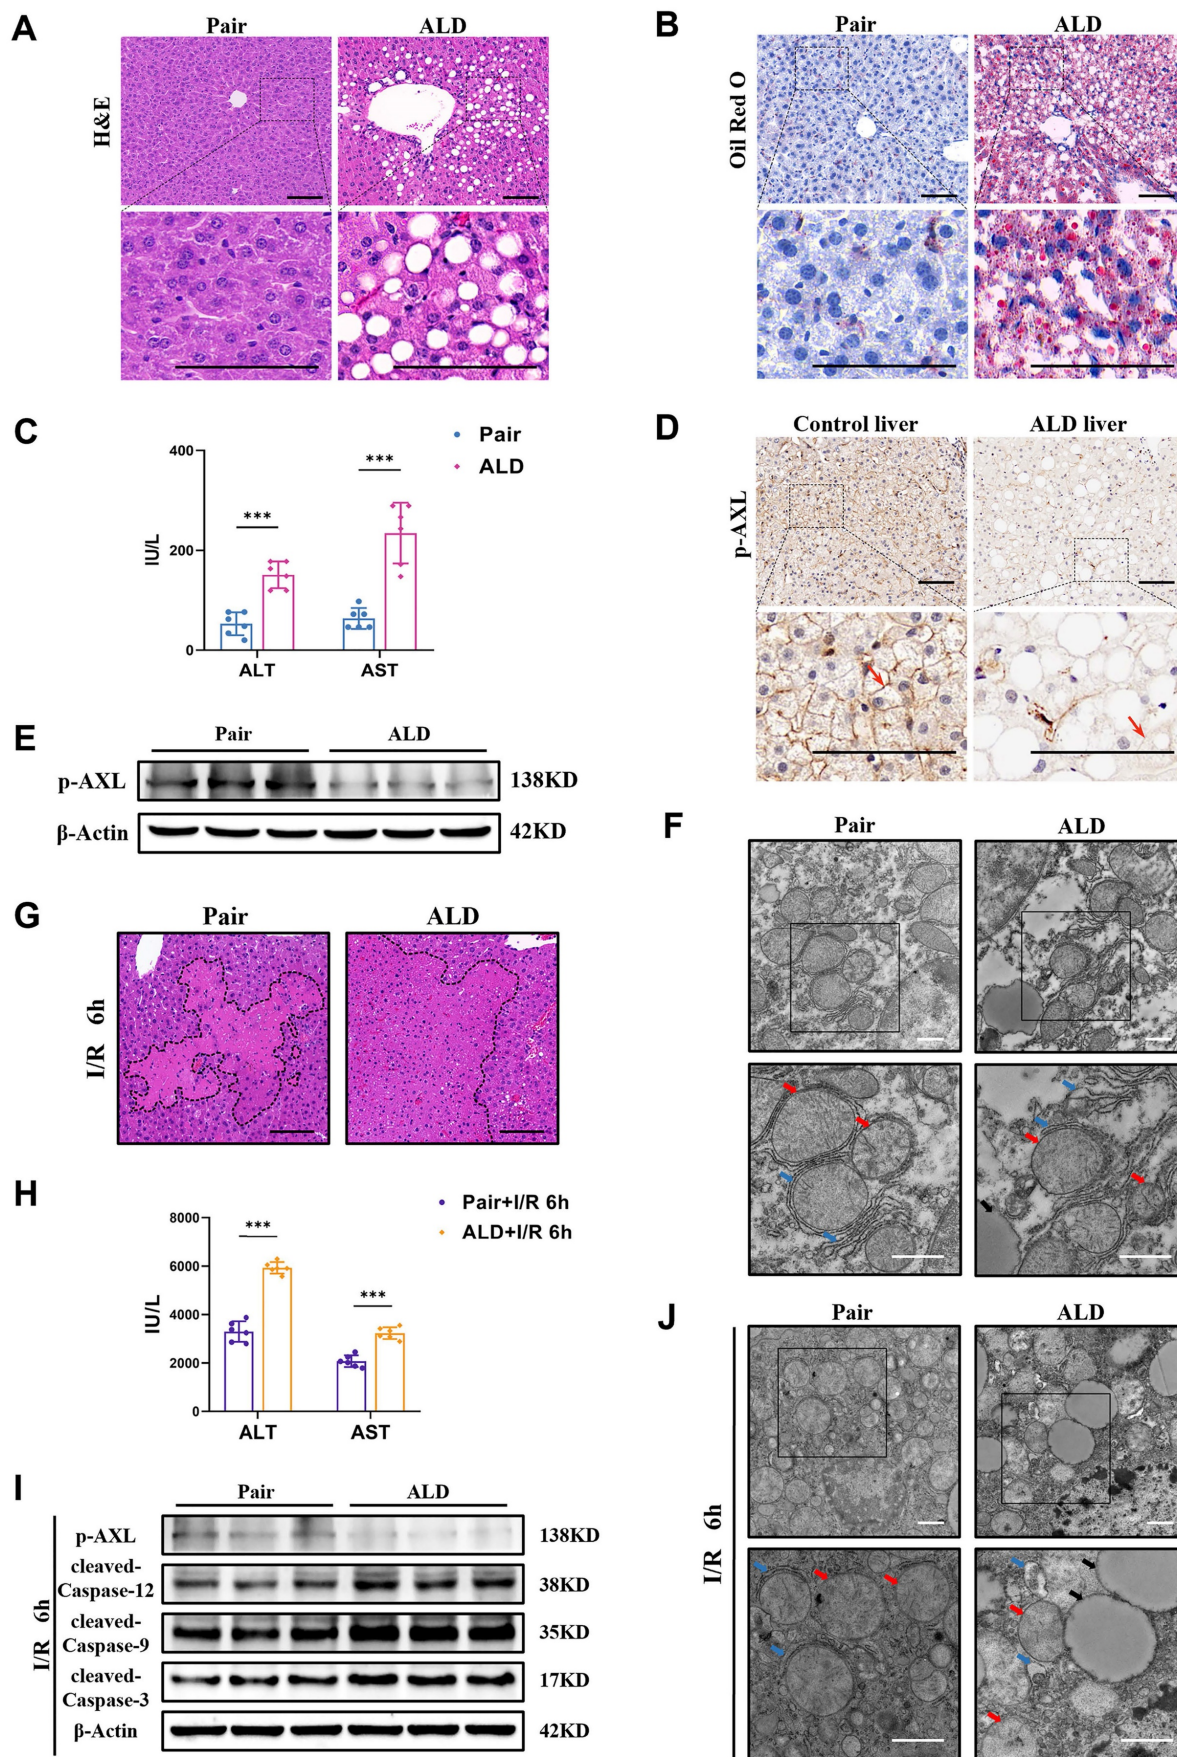 A
Pair
ALD
H&E
B
Pair
ALD
Oil Red O
C
Pair
ALD
400
200
0
IU/L
***
***
ALT
AST
D
Control liver
ALD liver
p-AXL
E
Pair
ALD
p-AXL
138KD
β-Actin
42KD
F
Pair
ALD
G
Pair
ALD
I/R 6h
H
Pair+I/R 6h
ALD+I/R 6h
8000
6000
4000
2000
0
IU/L
***
***
ALT
AST
I
Pair
ALD
I/R 6h
p-AXL
138KD
cleaved-
Caspase-12
38KD
cleaved-
Caspase-9
35KD
cleaved-
Caspase-3
17KD
β-Actin
42KD
J
Pair
ALD
I/R 6h